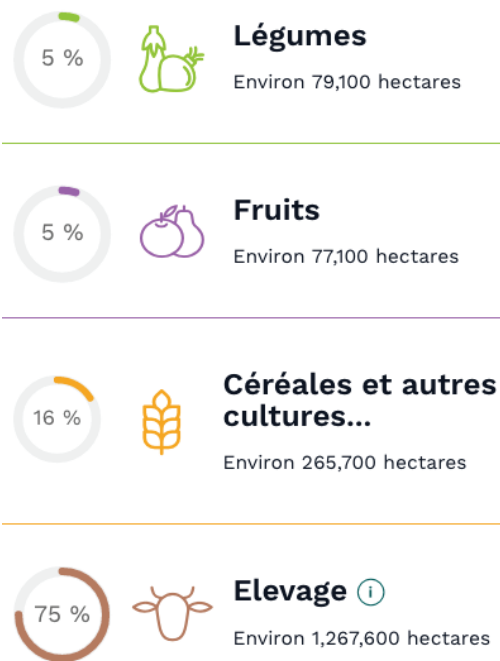 5 %
Légumes
Environ 79,100 hectares
5 %
Fruits
Environ 77,100 hectares
16 %
Céréales et autres
cultures...
Environ 265,700 hectares
75 %
Elevage i
Environ 1,267,600 hectares